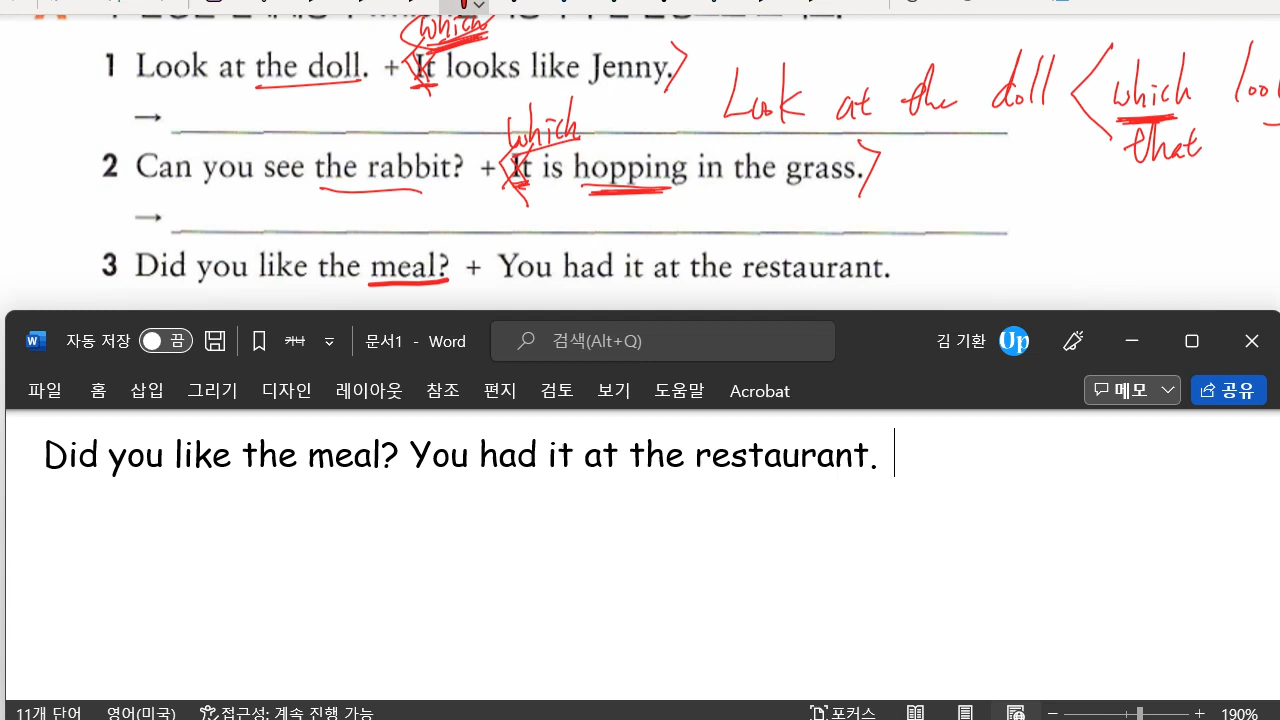 which
1 Look at the doll. + It looks like Jenny.
Look at the doll < which loo
→
that
which
2 Can you see the rabbit? + It is hopping in the grass.
→
3 Did you like the meal? + You had it at the restaurant.
자동 저장 끔 문서1 - Word 검색(Alt+Q) 김 기환 Up
파일 홈 삽입 그리기 디자인 레이아웃 참조 편지 검토 보기 도움말 Acrobat 메모 공유
Did you like the meal? You had it at the restaurant.
11개 단어 영어(미국) 접근성: 계속 진행 가능 포커스 190%